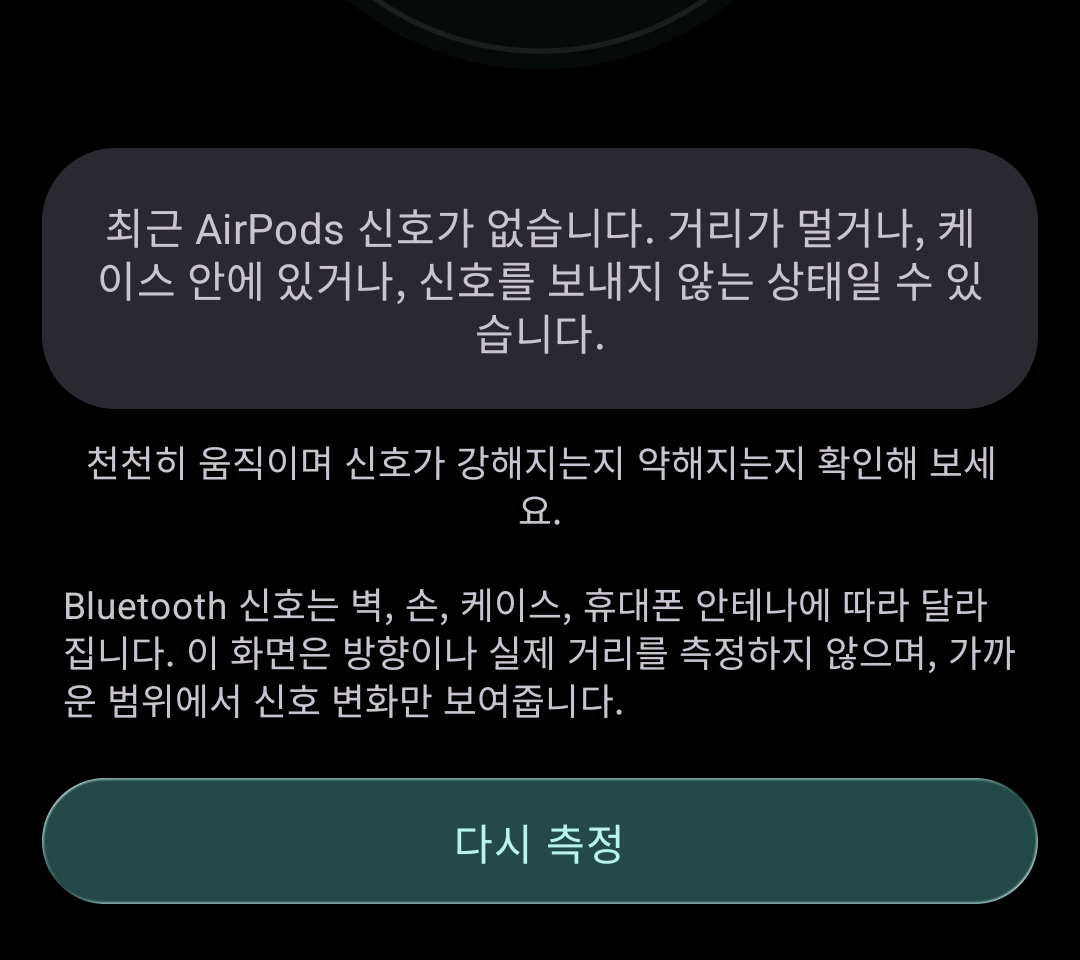 최근 AirPods 신호가 없습니다. 거리가 멀거나, 케
이스 안에 있거나, 신호를 보내지 않는 상태일 수 있
습니다.
천천히 움직이며 신호가 강해지는지 약해지는지 확인해 보세
요.
Bluetooth 신호는 벽, 손, 케이스, 휴대폰 안테나에 따라 달라
집니다. 이 화면은 방향이나 실제 거리를 측정하지 않으며, 가까
운 범위에서 신호 변화만 보여줍니다.
다시 측정